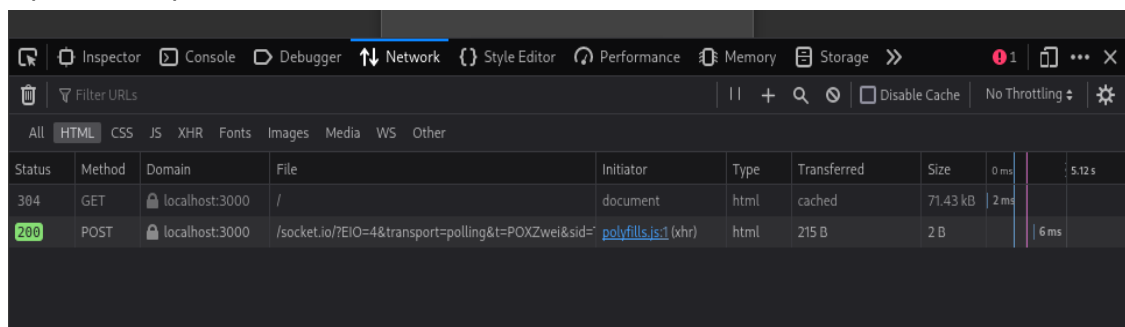 Inspector Console Debugger Network {} Style Editor Performance Memory Storage 1
Filter URLs Disable Cache No Throttling
All HTML CSS JS XHR Fonts Images Media WS Other
Status Method Domain File Initiator Type Transferred Size 0 ms 5.12 s
304 GET localhost:3000 / document html cached 71.43 kB 2 ms
200 POST localhost:3000 /socket.io/?EIO=4&transport=polling&t=POXZwei&sid= polyfills.js:1 (xhr) html 215 B 2 B 6 ms